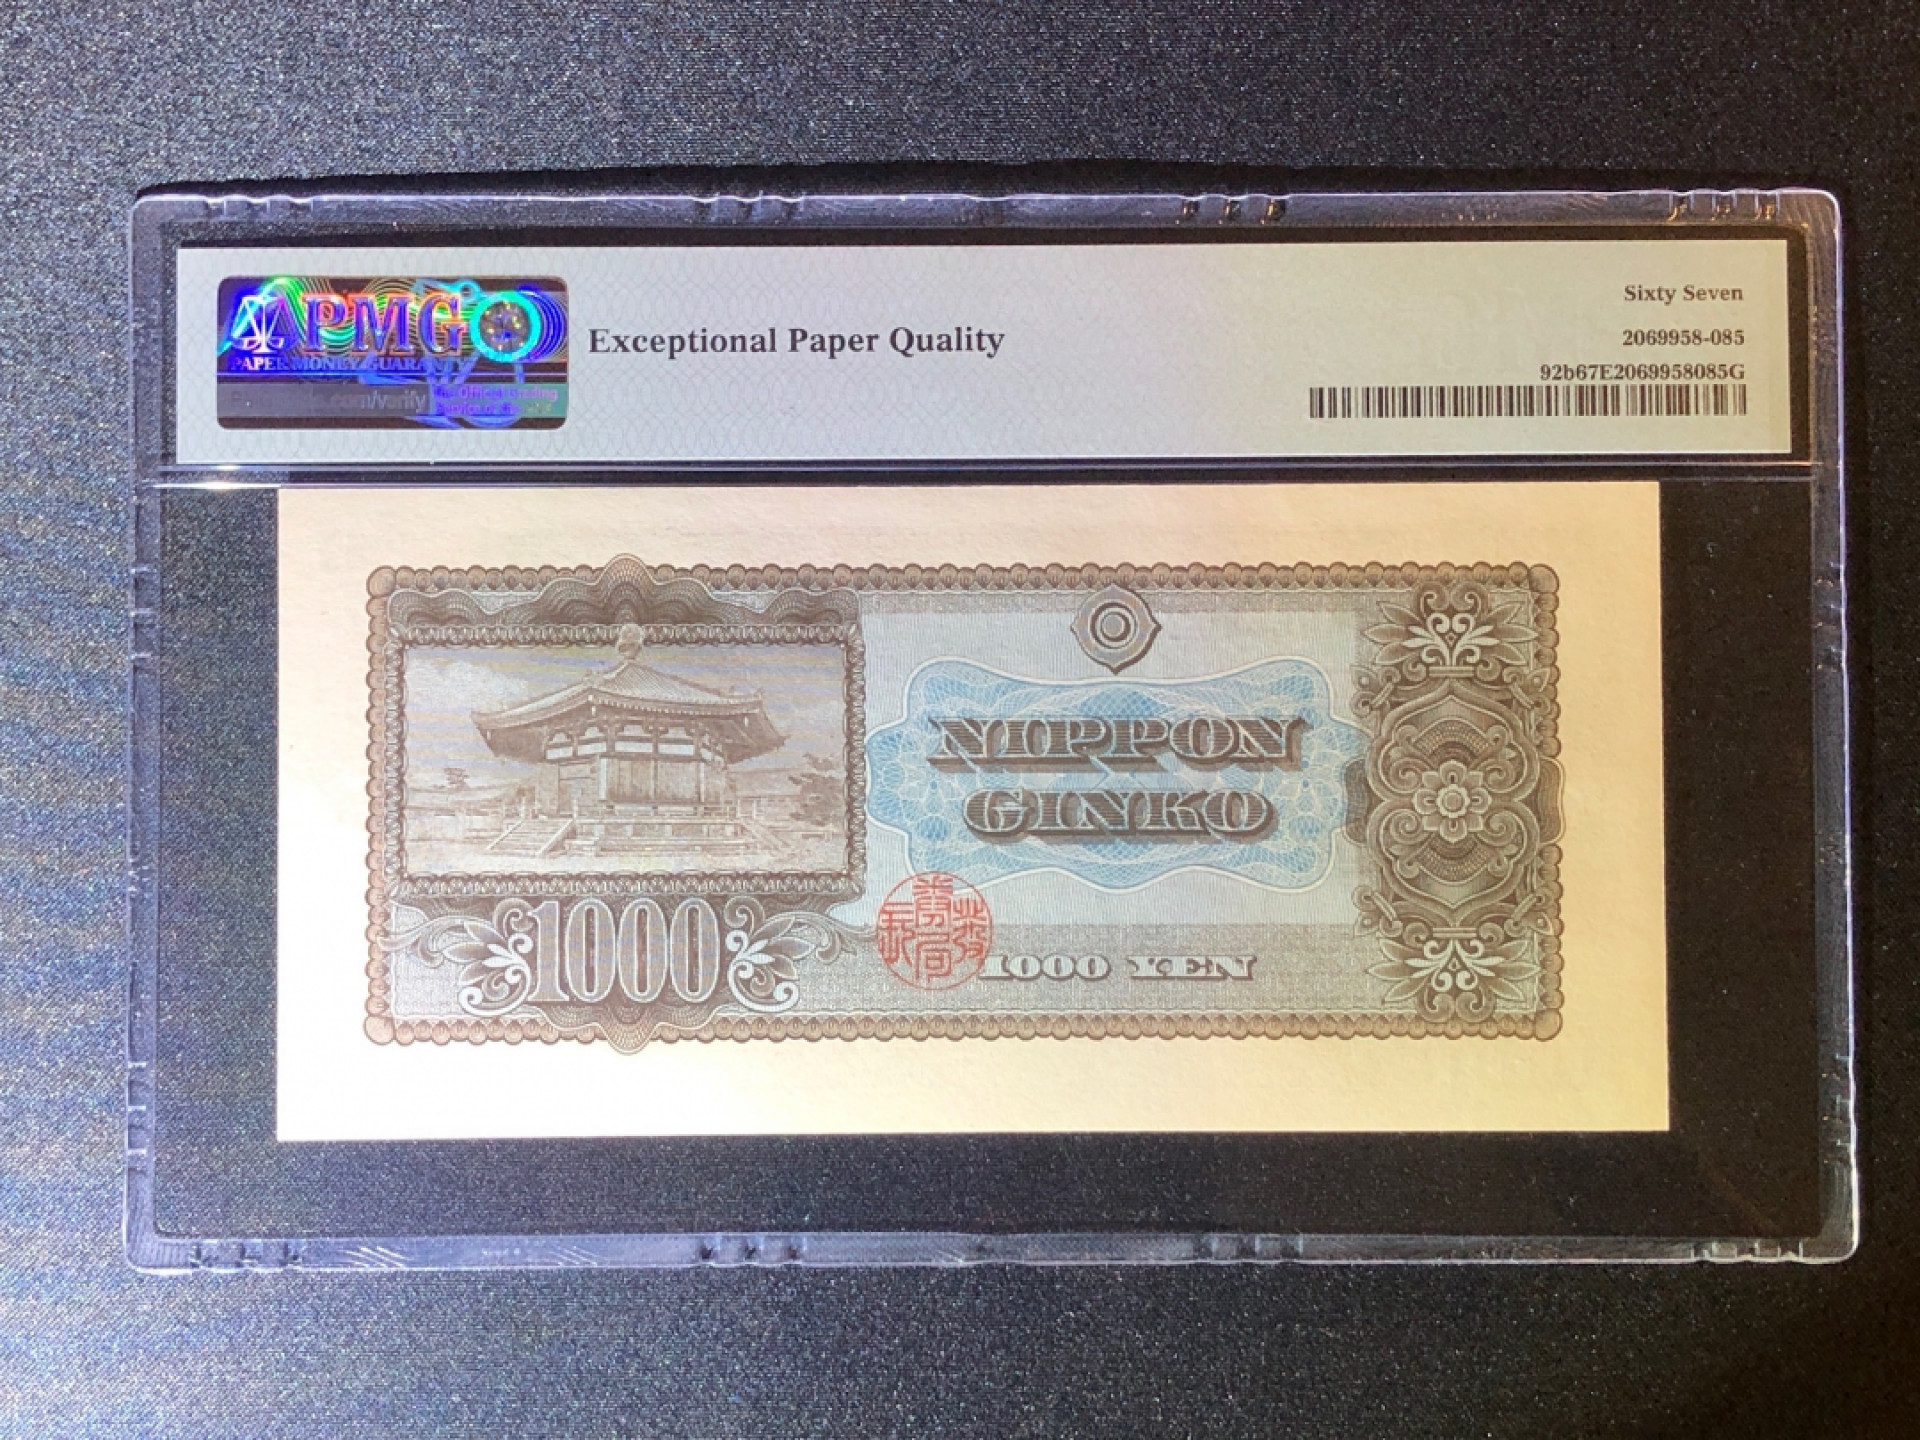 PMG
PAPER MONEY GUARANTY
Exceptional Paper Quality
Sixty Seven
2069958-085
92b67E2069958085G
NIPPON
GINKO
1000
1000 YEN